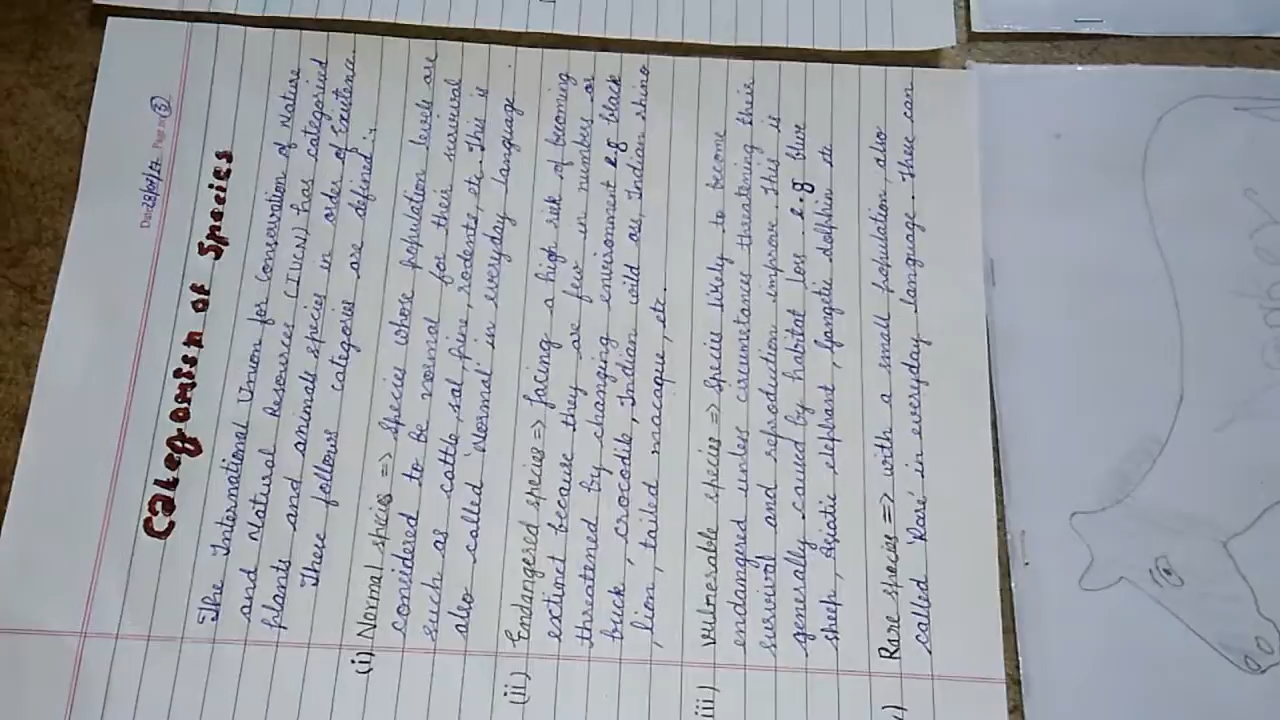 Date 28/04/17 Page no 3
Categanism of Species
The International Union for Conservation of Nature
and Natural Resources (IUCN) has categoried
plants and animals species in order of Existence.
These follows categories are defined :
(i) Normal species => species whose population levels are
considered to be normal for their survival
such as cattle, sal, pine, rodents, etc. This is
also called 'Normal' in everyday language.
(ii) Endangered species => facing a high risk of becoming
extinct because they are few in numbers or
threatened by changing environment e.g black
buck, crocodile, Indian wild ass, Indian rhino
, lion, tailed macaque, etc.
iii) vulnerable species => species likely to become
endangered unless circumstances threatening their
survival and reproduction improve. This is
generally caused by habitat loss e.g blue
sheep, Asiatic elephant, gangetic dolphin etc
) Rare species => with a small population, also
called 'Rare' in everyday language. These can